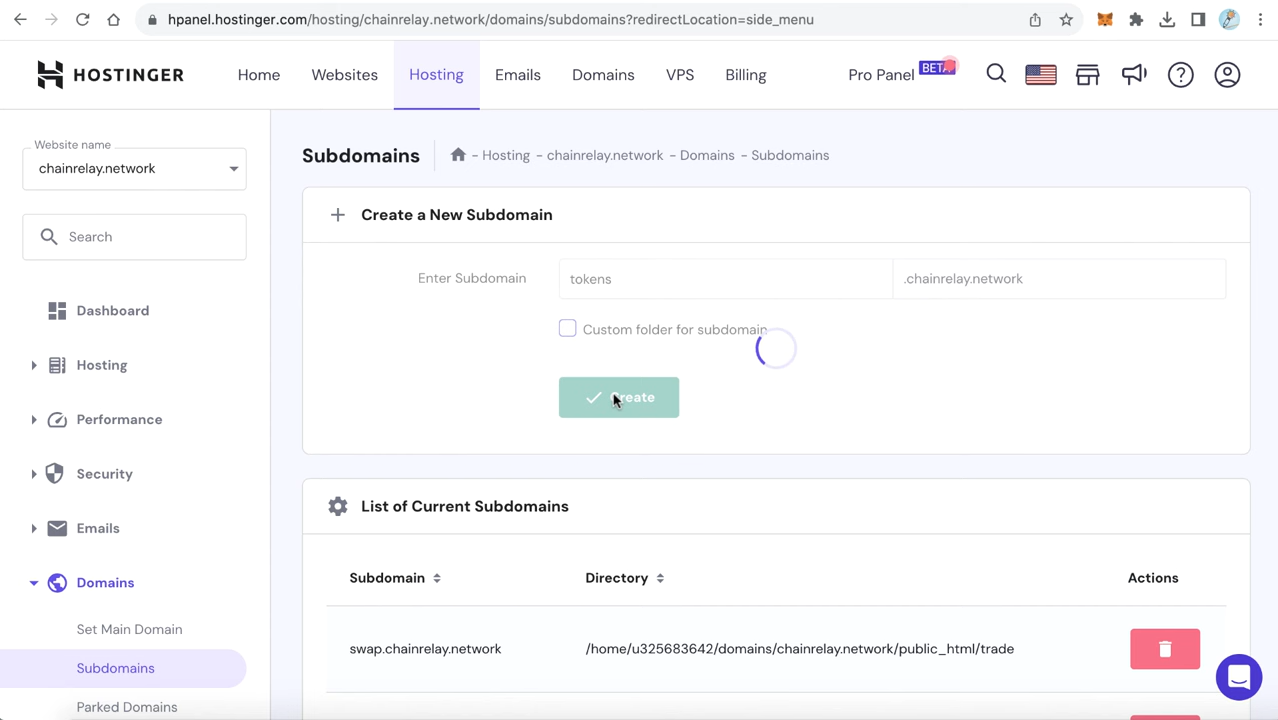 hpanel.hostinger.com/hosting/chainrelay.network/domains/subdomains?redirectLocation=side_menu
HOSTINGER
Home
Websites
Hosting
Emails
Domains
VPS
Billing
Pro Panel
BETA
Website name
chainrelay.network
Search
Dashboard
Hosting
Performance
Security
Emails
Domains
Set Main Domain
Subdomains
Parked Domains
Subdomains
- Hosting - chainrelay.network - Domains - Subdomains
Create a New Subdomain
Enter Subdomain
tokens
.chainrelay.network
Custom folder for subdomain
Create
List of Current Subdomains
Subdomain
Directory
Actions
swap.chainrelay.network
/home/u325683642/domains/chainrelay.network/public_html/trade